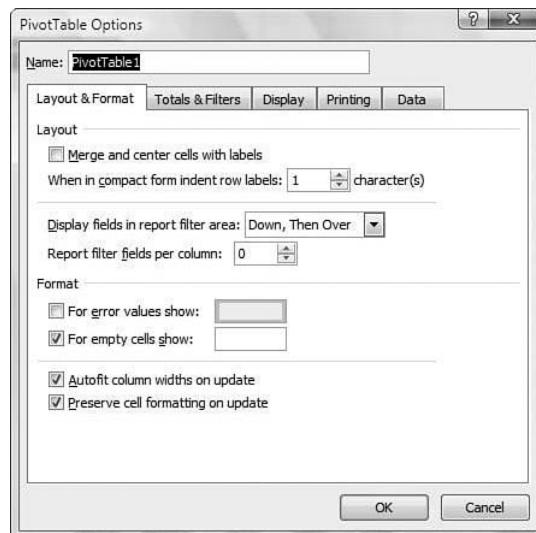 PivotTable Options
Name: PivotTable1
Layout & Format Totals & Filters Display Printing Data
Layout
Merge and center cells with labels
When in compact form indent row labels: 1 character(s)
Display fields in report filter area: Down, Then Over
Report filter fields per column: 0
Format
For error values show:
For empty cells show:
Autofit column widths on update
Preserve cell formatting on update
OK Cancel